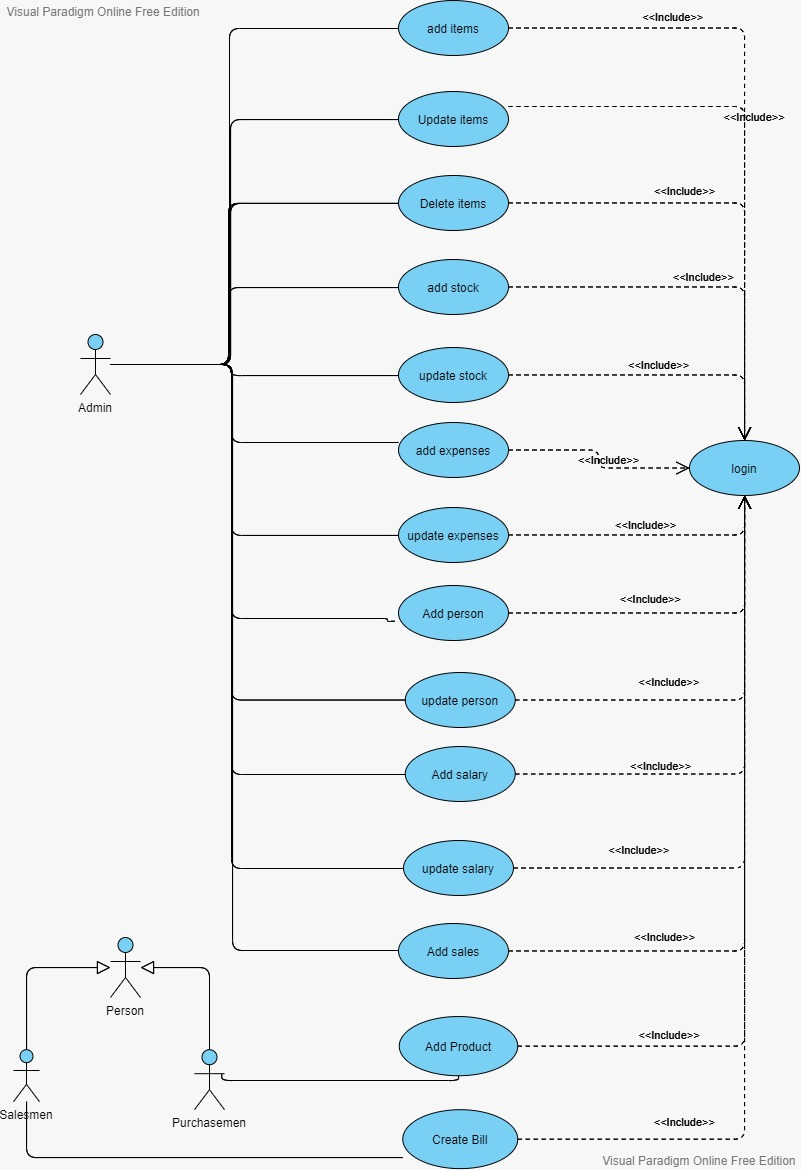 Visual Paradigm Online Free Edition
add items
<<Include>>
Update items
<<Include>>
Delete items
<<Include>>
add stock
<<Include>>
update stock
<<Include>>
Admin
add expenses
<<Include>>
login
update expenses
<<Include>>
Add person
<<Include>>
update person
<<Include>>
Add salary
<<Include>>
update salary
<<Include>>
Add sales
<<Include>>
Person
Add Product
<<Include>>
Salesmen
Purchasemen
Create Bill
<<Include>>
Visual Paradigm Online Free Edition